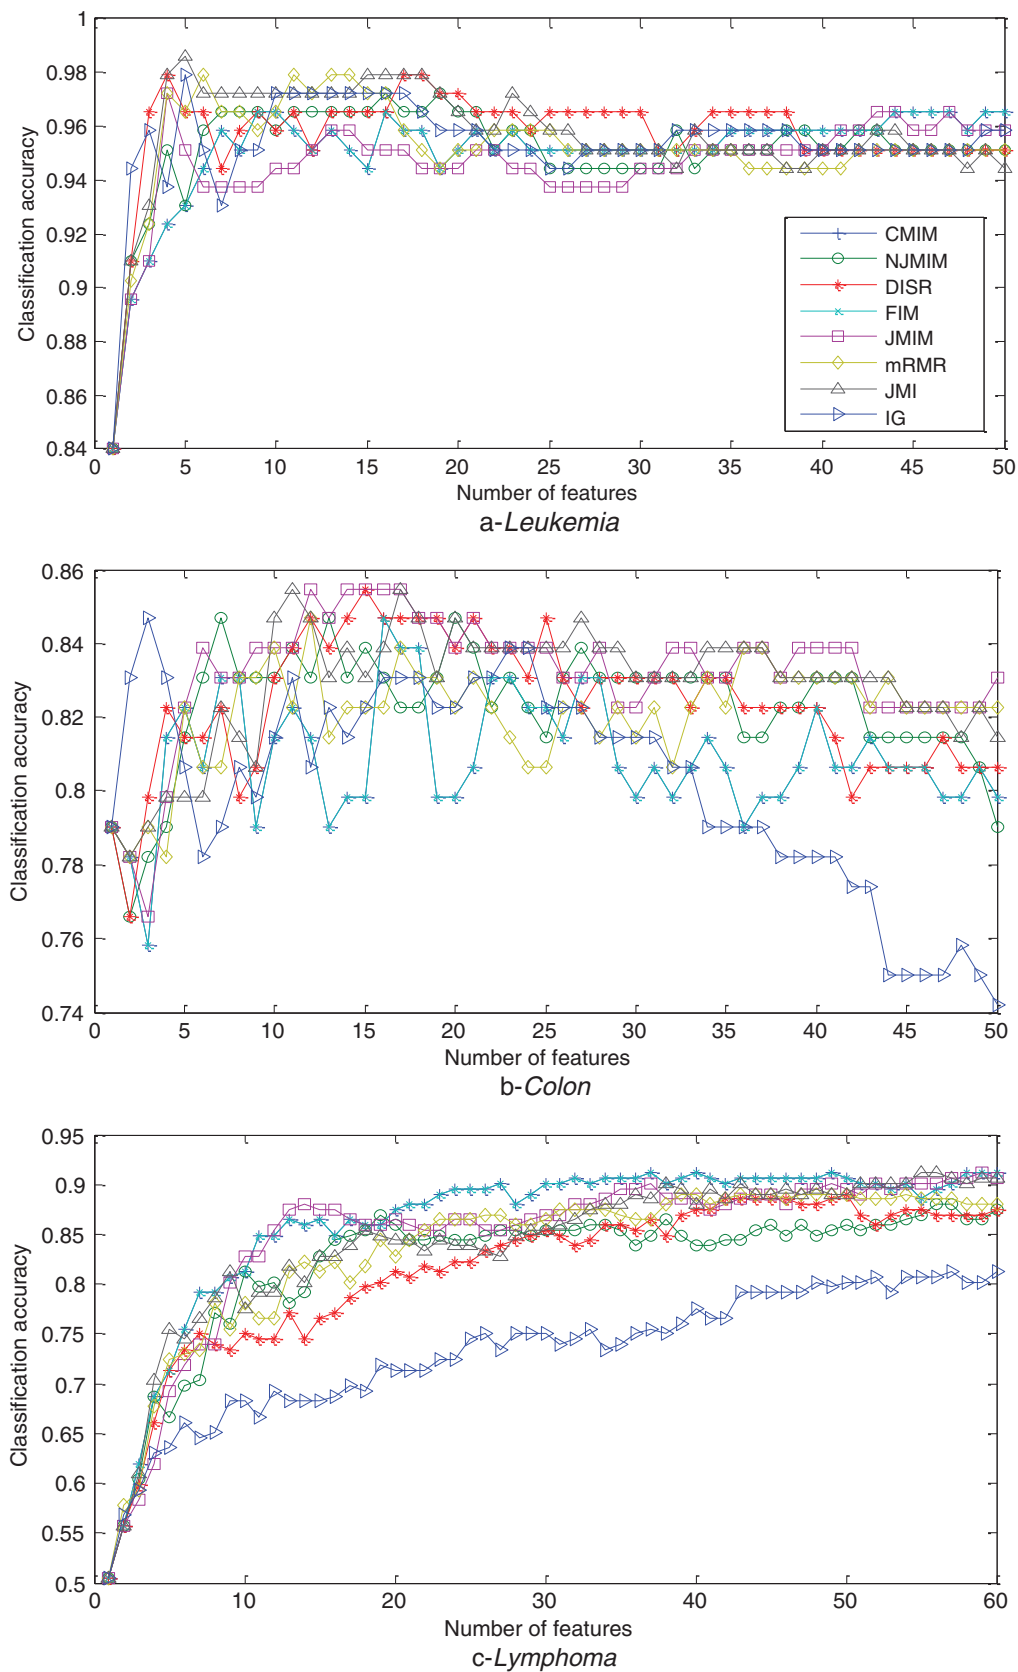 1
0.98
0.96
0.94
0.92
0.9
0.88
0.86
0.84
Classification accuracy
CMIM
NJMIM
DISR
FIM
JMIM
mRMR
JMI
IG
0 5 10 15 20 25 30 35 40 45 50
Number of features
a-Leukemia
0.86
0.84
0.82
0.8
0.78
0.76
0.74
Classification accuracy
0 5 10 15 20 25 30 35 40 45 50
Number of features
b-Colon
0.95
0.9
0.85
0.8
0.75
0.7
0.65
0.6
0.55
0.5
Classification accuracy
0 10 20 30 40 50 60
Number of features
c-Lymphoma